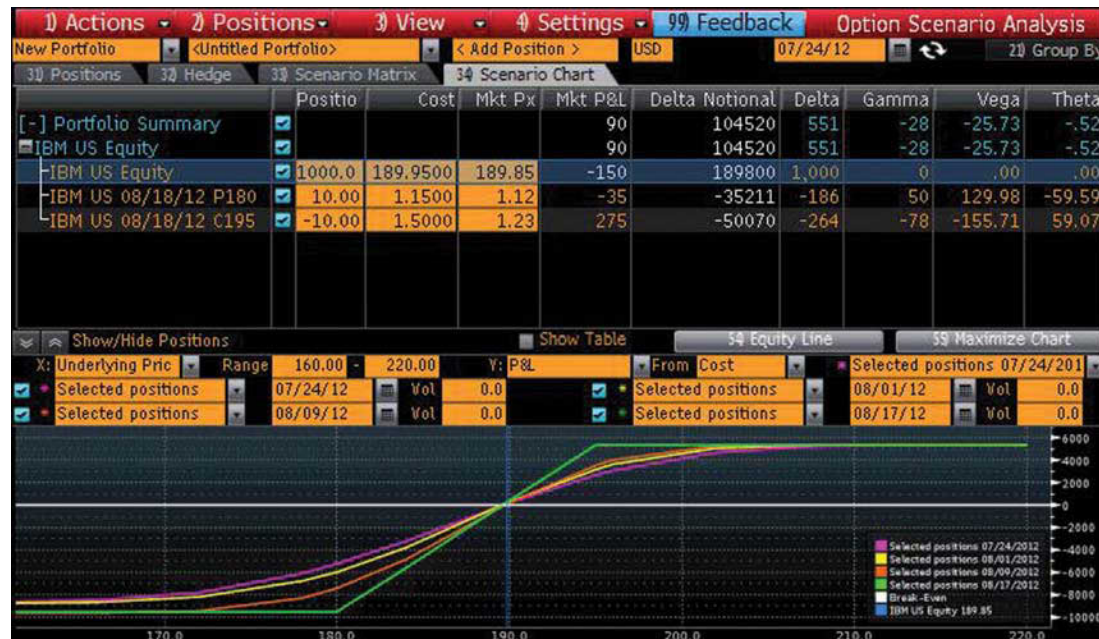 1) Actions 2) Positions 3) View 4) Settings 99) Feedback Option Scenario Analysis
New Portfolio <Untitled Portfolio> < Add Position > USD 07/24/12 21) Group By
31) Positions 32) Hedge 33) Scenario Matrix 34) Scenario Chart
Positio Cost Mkt Px Mkt P&L Delta Notional Delta Gamma Vega Theta
[-] Portfolio Summary 90 104520 551 -28 -25.73 -.52
IBM US Equity 90 104520 551 -28 -25.73 -.52
IBM US Equity 1000.0 189.9500 189.85 -150 189800 1,000 0 .00 .00
IBM US 08/18/12 P180 10.00 1.1500 1.12 -35 -35211 -186 50 129.98 -59.59
IBM US 08/18/12 C195 -10.00 1.5000 1.23 275 -50070 -264 -78 -155.71 59.07
Show/Hide Positions Show Table 54) Equity Line 55) Maximize Chart
X: Underlying Pric Range 160.00 - 220.00 Y: P&L From Cost Selected positions 07/24/201
Selected positions 07/24/12 Vol 0.0 Selected positions 08/01/12 Vol 0.0
Selected positions 08/09/12 Vol 0.0 Selected positions 08/17/12 Vol 0.0
6000
4000
2000
0
-2000
-4000
-6000
-8000
-10000
Selected positions 07/24/2012
Selected positions 08/01/2012
Selected positions 08/09/2012
Selected positions 08/17/2012
Break-Even
IBM US Equity 189.85
170.0 180.0 190.0 200.0 210.0 220.0